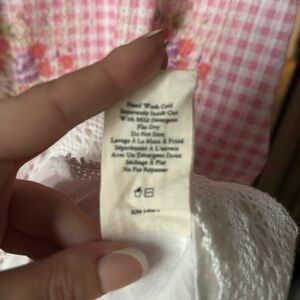 Hand Wash Cold
Separately Inside Out
With Mild Detergent
Flat Dry
Do Not Iron
Lavage À La Main À Froid
Séparément À L'envers
Avec Un Détergent Doux
Séchage À Plat
Ne Pas Repasser